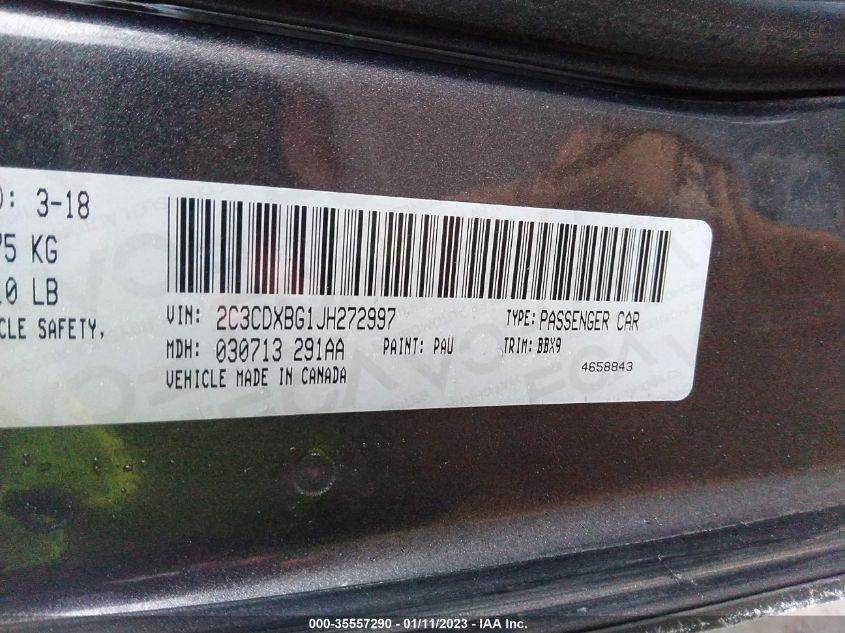 D: 3-18
75 KG
10 LB
CLE SAFETY,
VIN: 2C3CDXBG1JH272997 TYPE: PASSENGER CAR
MDH: 030713 291AA PAINT: PAU TRIM: BBX9
VEHICLE MADE IN CANADA 4658843
000-35557290 - 01/11/2023 - IAA Inc.